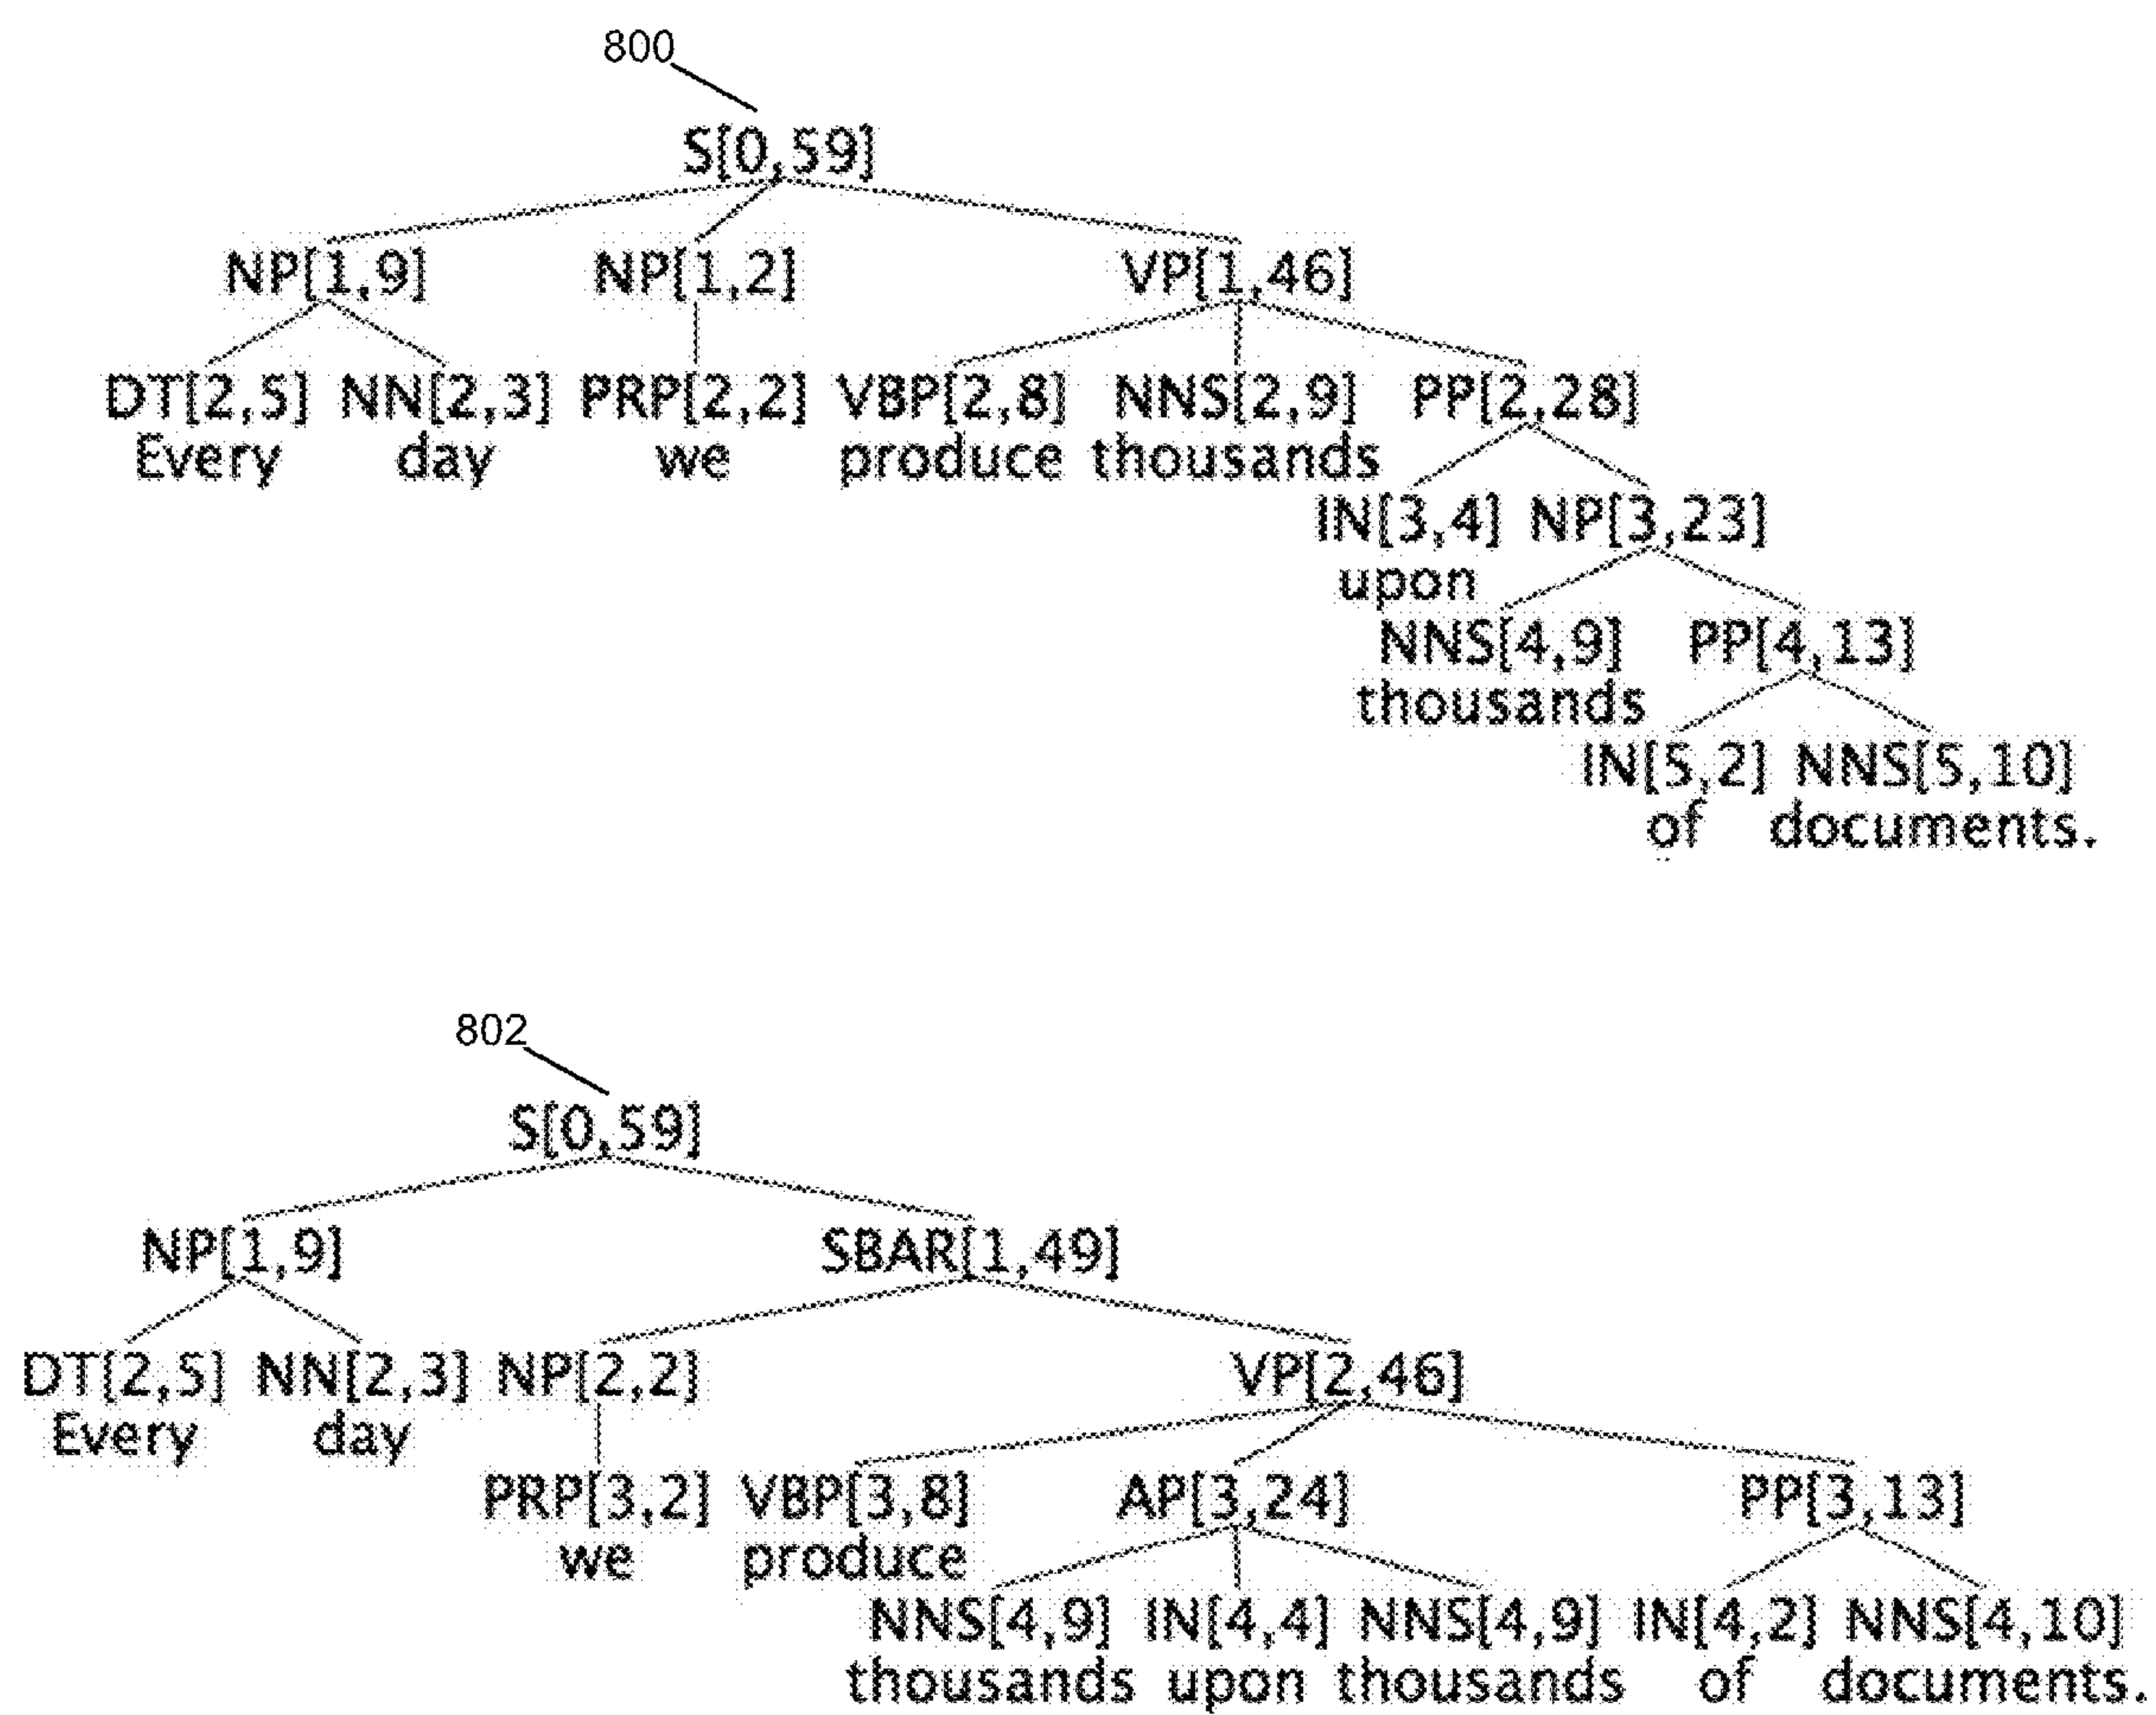 800
S[0,59]
NP[1,9] NP[1,2] VP[1,46]
DT[2,5] NN[2,3] PRP[2,2] VBP[2,8] NNS[2,9] PP[2,28]
Every day we produce thousands
IN[3,4] NP[3,23]
upon
NNS[4,9] PP[4,13]
thousands
IN[5,2] NNS[5,10]
of documents.
802
S[0,59]
NP[1,9] SBAR[1,49]
DT[2,5] NN[2,3] NP[2,2] VP[2,46]
Every day
PRP[3,2] VBP[3,8] AP[3,24] PP[3,13]
we produce
NNS[4,9] IN[4,4] NNS[4,9] IN[4,2] NNS[4,10]
thousands upon thousands of documents.